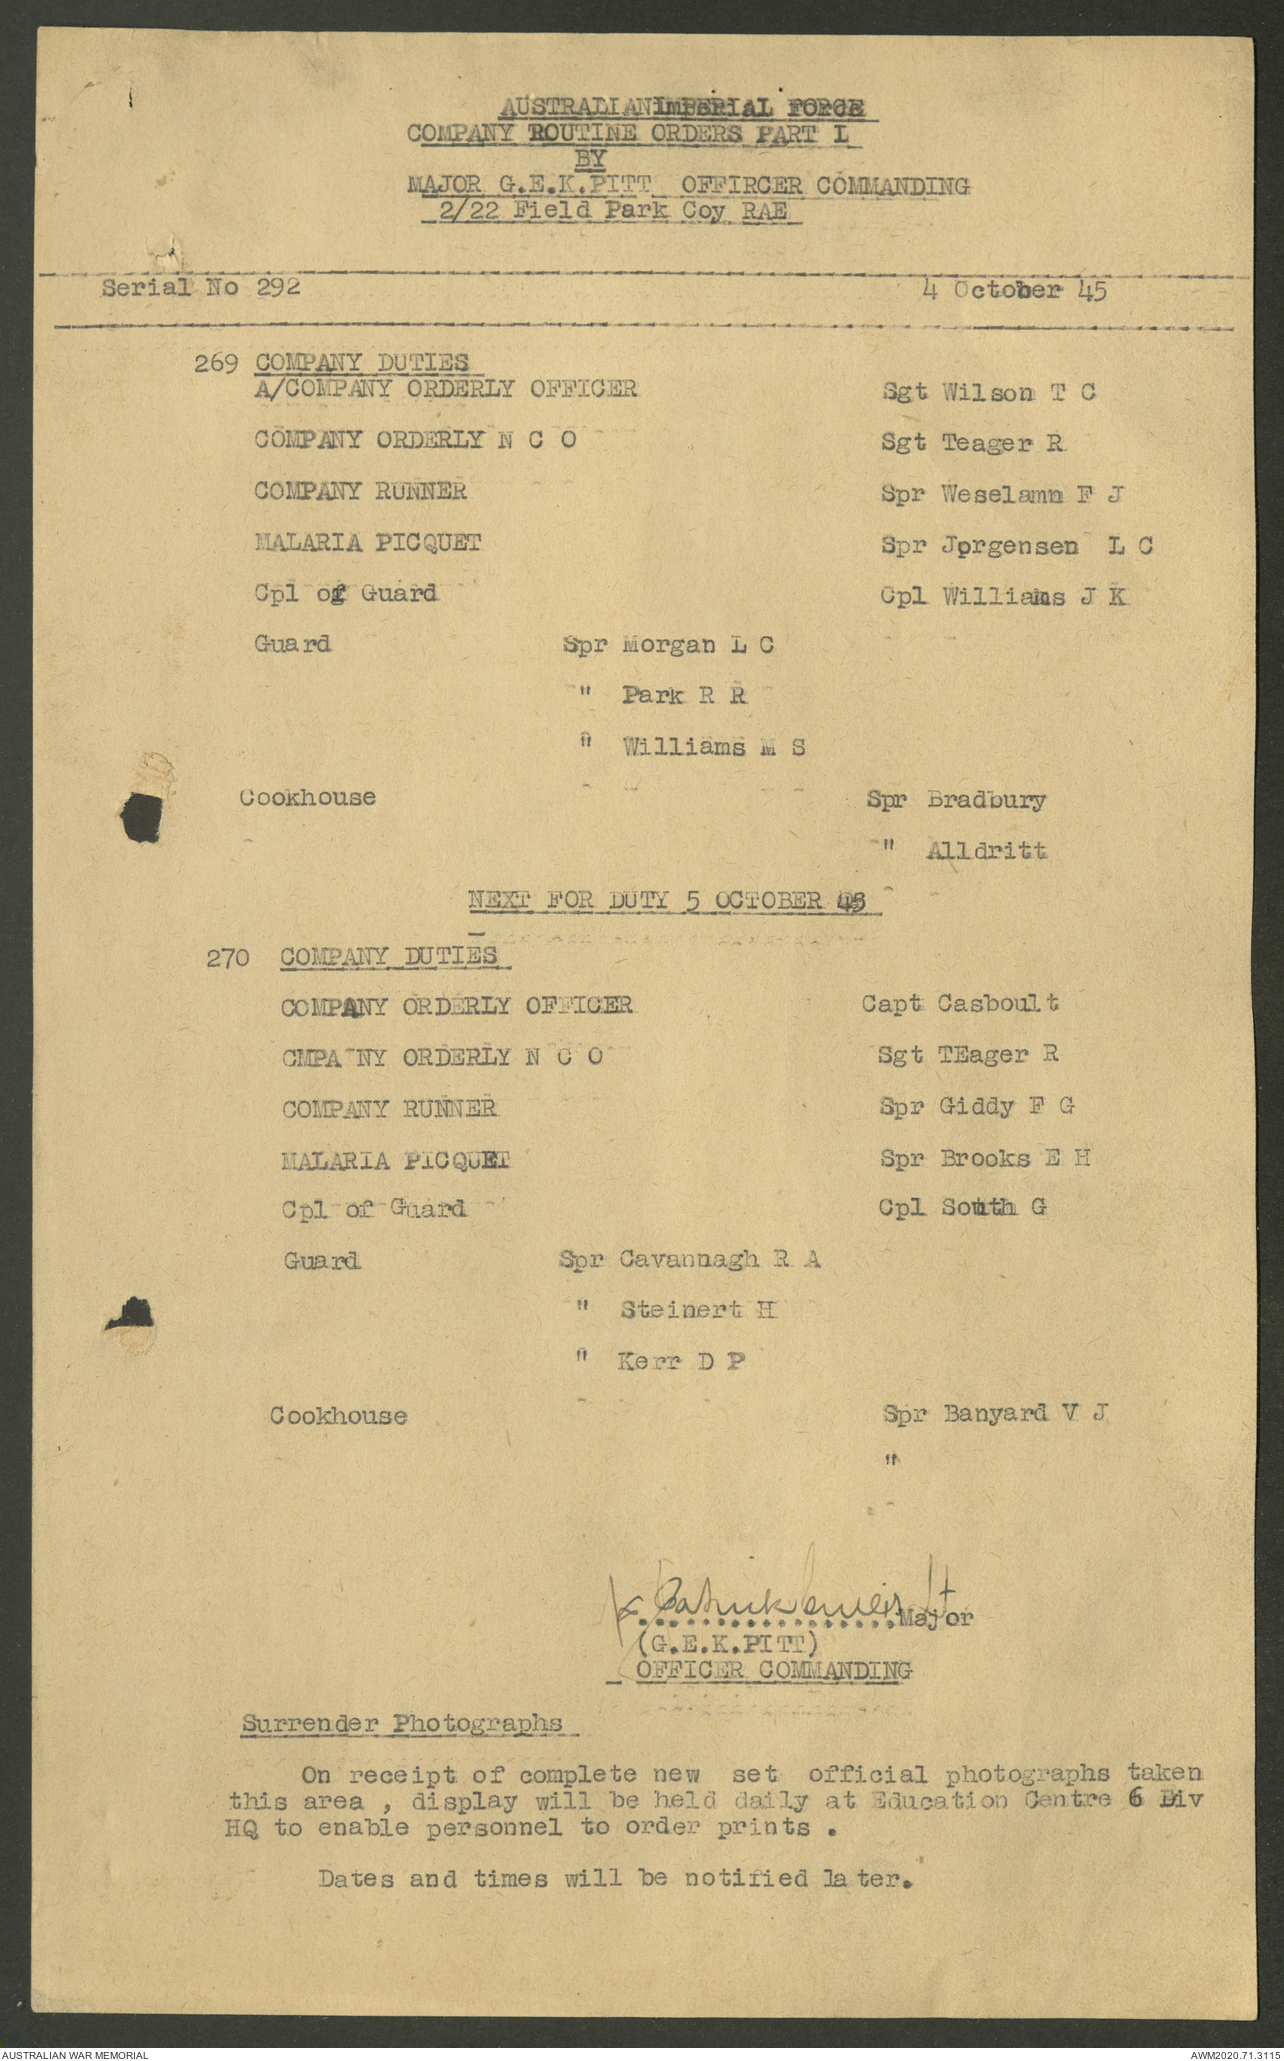 AUSTRALIAN IMPERIAL FORCE
COMPANY ROUTINE ORDERS PART I
BY
MAJOR G.E.K.PITT OFFIRCER COMMANDING
2/22 Field Park Coy RAE
Serial No 292 4 October 45
269 COMPANY DUTIES
A/COMPANY ORDERLY OFFICER Sgt Wilson T C
COMPANY ORDERLY N C O Sgt Teager R
COMPANY RUNNER Spr Weselamn F J
MALARIA PICQUET Spr Jorgensen L C
Cpl of Guard Cpl Williams J K
Guard Spr Morgan L C
" Park R R
" Williams M S
Cookhouse Spr Bradbury
" Alldritt
NEXT FOR DUTY 5 OCTOBER 45
270 COMPANY DUTIES
COMPANY ORDERLY OFFICER Capt Casboult
CMPA NY ORDERLY N C O Sgt TEager R
COMPANY RUNNER Spr Giddy F G
MALARIA PICQUET Spr Brooks E H
Cpl of Guard Cpl South G
Guard Spr Cavannagh R A
" Steinert H
" Kerr D P
Cookhouse Spr Banyard V J
"
Lt
................Major
(G.E.K.PITT)
OFFICER COMMANDING
Surrender Photographs
On receipt of complete new set official photographs taken
this area , display will be held daily at Education Centre 6 Div
HQ to enable personnel to order prints .
Dates and times will be notified later.
AUSTRALIAN WAR MEMORIAL AWM2020.71.3115